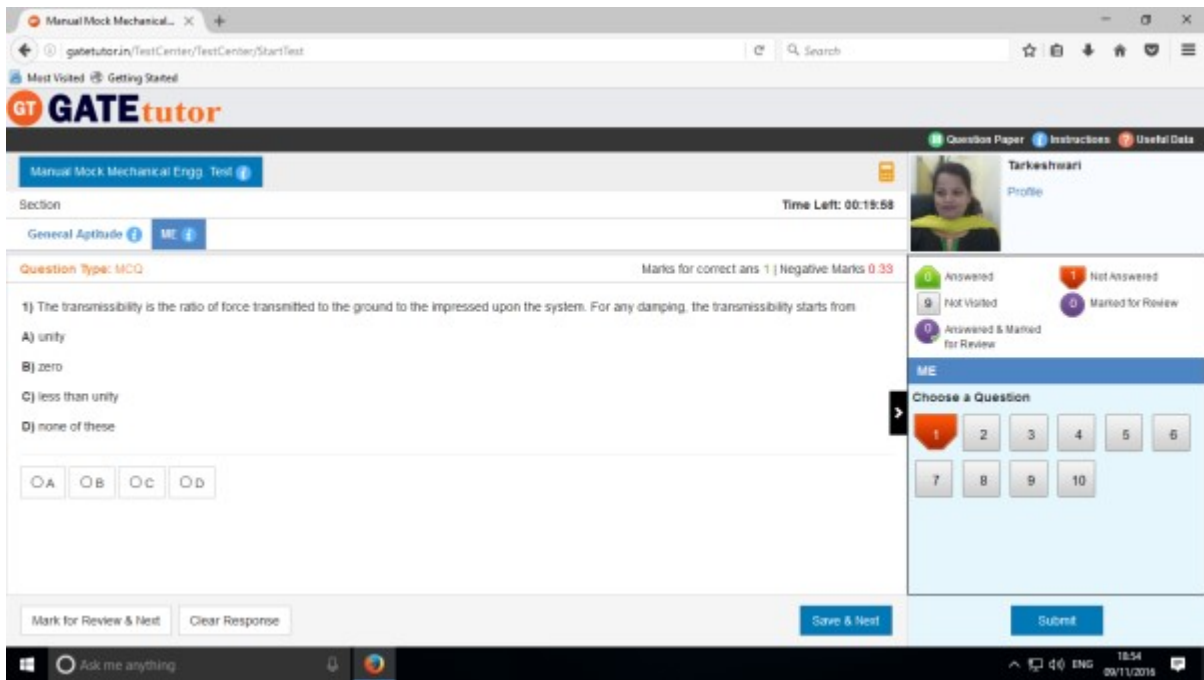 Manual Mock Mechanical...
gatetutor.in/TestCenter/TestCenter/StartTest
Search
Most Visited Getting Started
GT GATEtutor
Question Paper Instructions Useful Data
Manual Mock Mechanical Engg. Test
Tarkeshwari
Profile
Section
Time Left: 00:19:58
General Aptitude ME
Question Type: MCQ
Marks for correct ans 1 | Negative Marks 0.33
1) The transmissibility is the ratio of force transmitted to the ground to the impressed upon the system. For any damping, the transmissibility starts from
A) unity
B) zero
C) less than unity
D) none of these
A B C D
0 Answered
1 Not Answered
9 Not Visited
0 Marked for Review
0 Answered & Marked
for Review
ME
Choose a Question
1 2 3 4 5 6
7 8 9 10
Mark for Review & Next
Clear Response
Save & Next
Submit
Ask me anything
ENG
18:54
09/11/2016